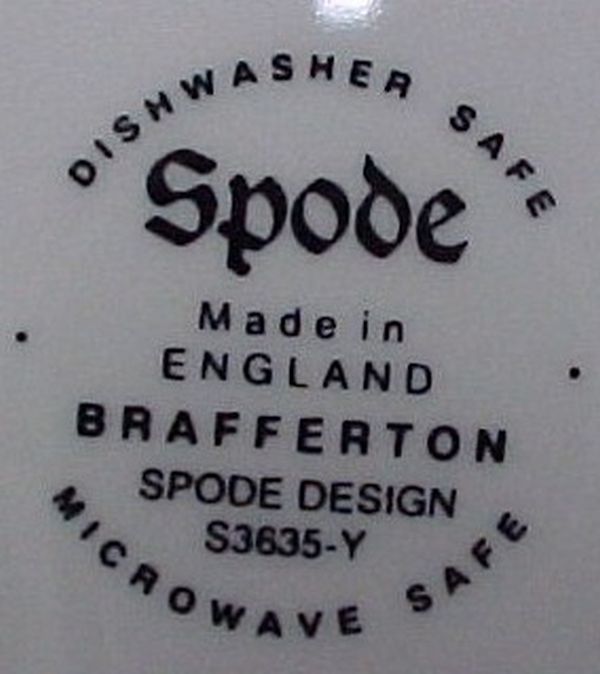 DISHWASHER SAFE
Spode
Made in
ENGLAND
BRAFFERTON
SPODE DESIGN
S3635-Y
MICROWAVE SAFE